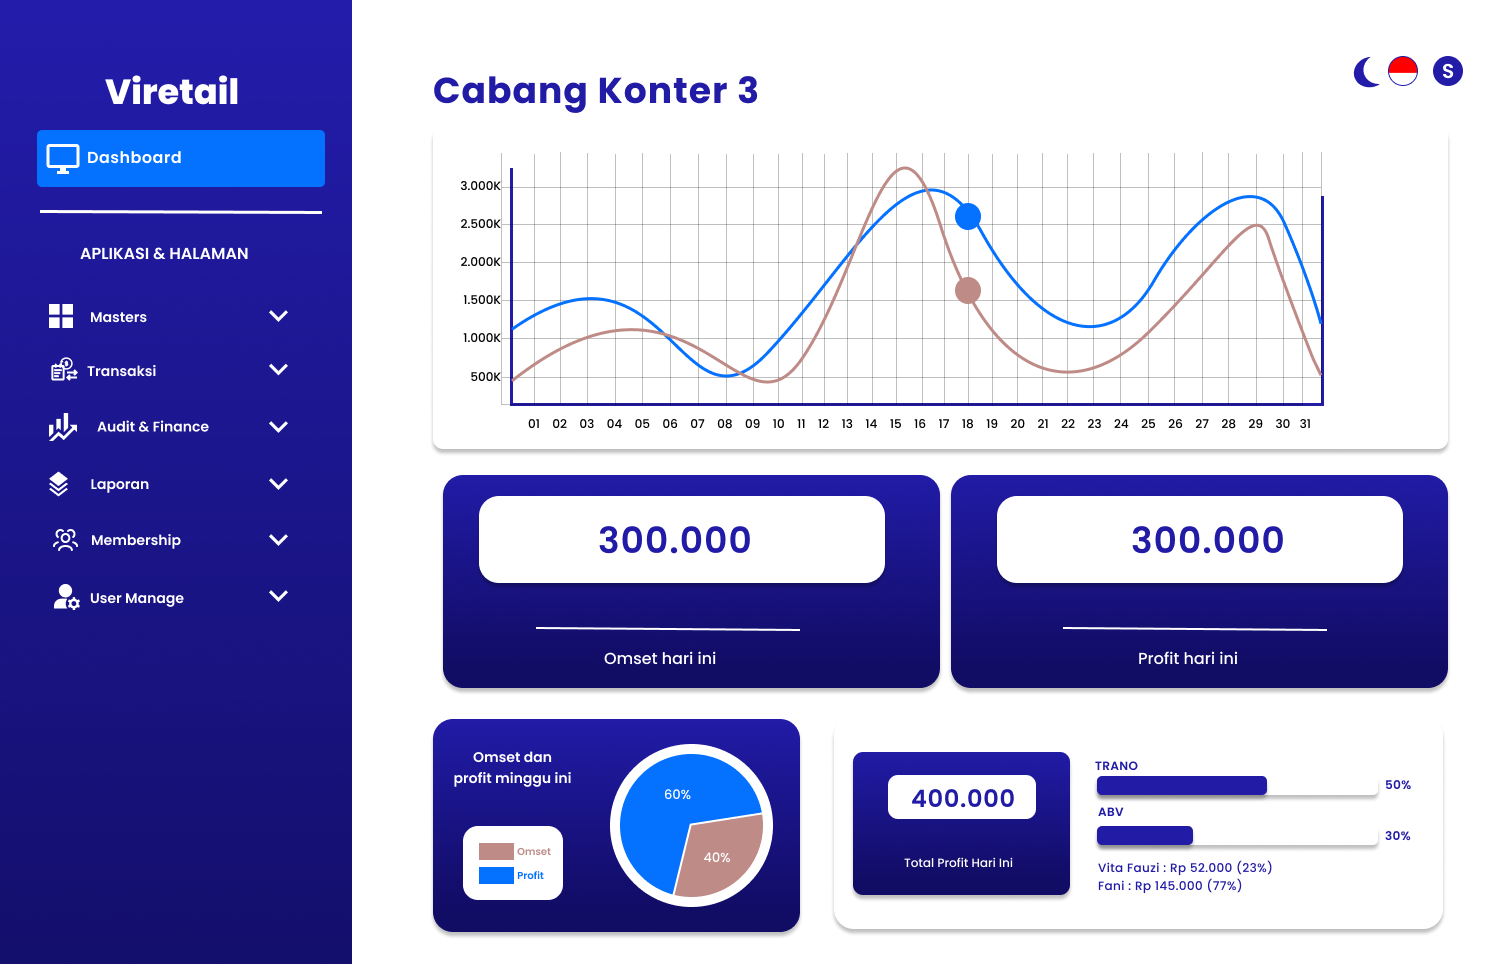 Viretail
Dashboard
APLIKASI & HALAMAN
Masters
Transaksi
Audit & Finance
Laporan
Membership
User Manage
Cabang Konter 3
S
3.000K
2.500K
2.000K
1.500K
1.000K
500K
01 02 03 04 05 06 07 08 09 10 11 12 13 14 15 16 17 18 19 20 21 22 23 24 25 26 27 28 29 30 31
300.000
Omset hari ini
300.000
Profit hari ini
Omset dan
profit minggu ini
Omset
Profit
60%
40%
400.000
Total Profit Hari Ini
TRANO
50%
ABV
30%
Vita Fauzi : Rp 52.000 (23%)
Fani : Rp 145.000 (77%)